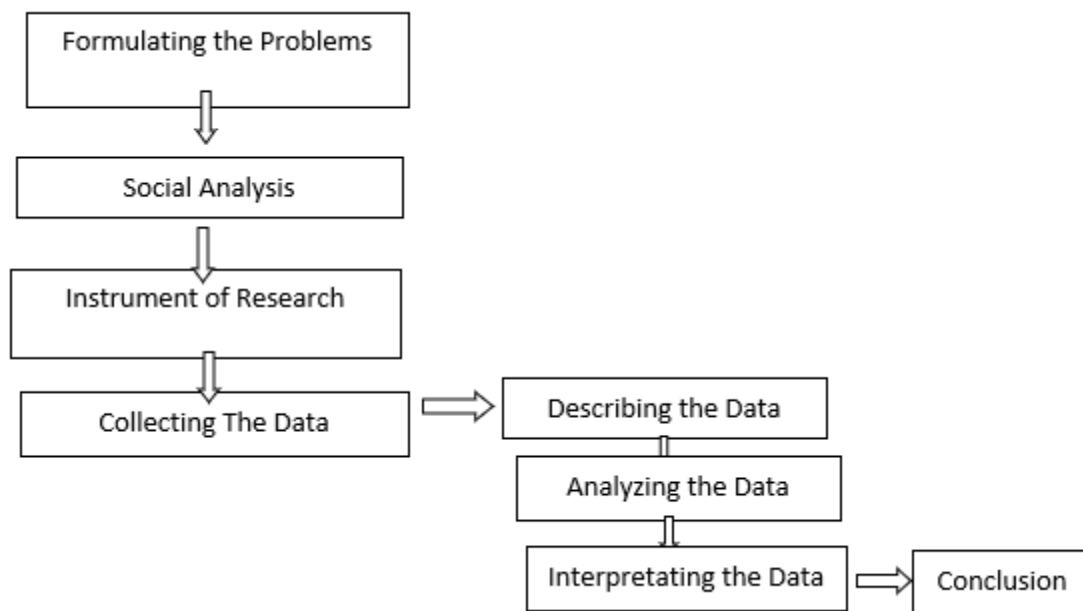 Formulating the Problems
Social Analysis
Instrument of Research
Collecting The Data
Describing the Data
Analyzing the Data
Interpretating the Data
Conclusion